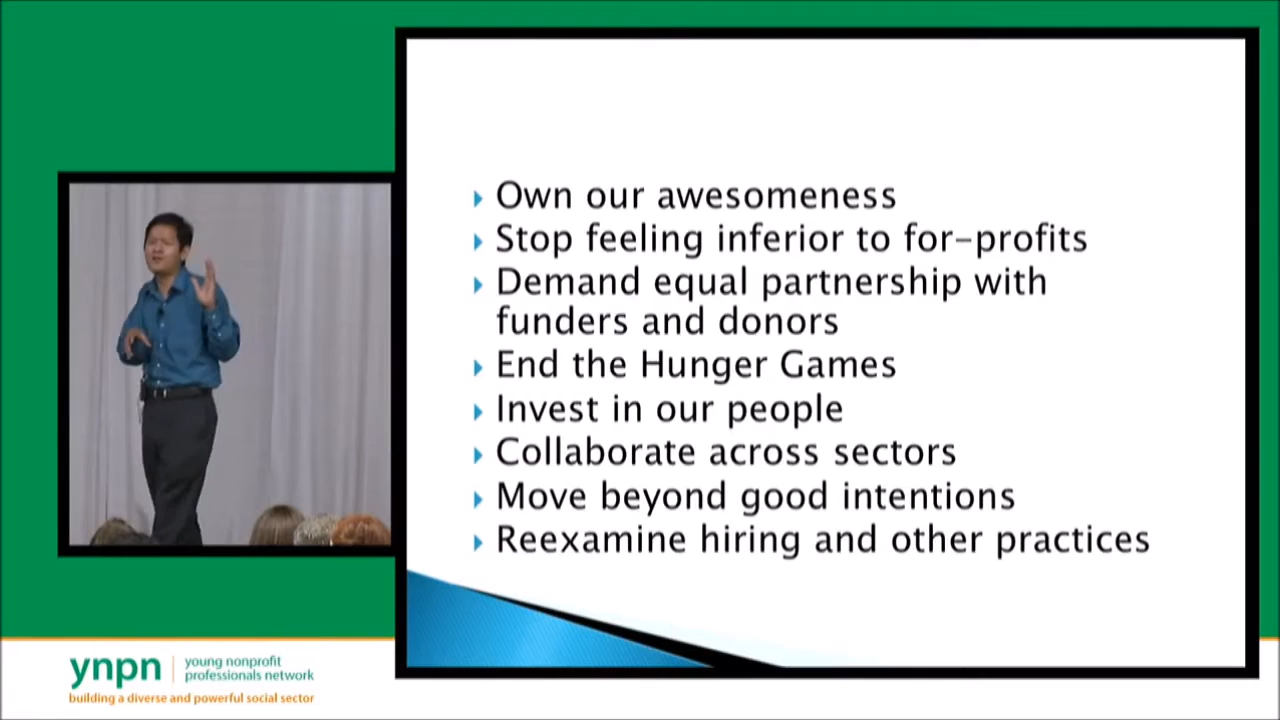 Own our awesomeness
Stop feeling inferior to for-profits
Demand equal partnership with
funders and donors
End the Hunger Games
Invest in our people
Collaborate across sectors
Move beyond good intentions
Reexamine hiring and other practices
ynpn
young nonprofit
professionals network
building a diverse and powerful social sector